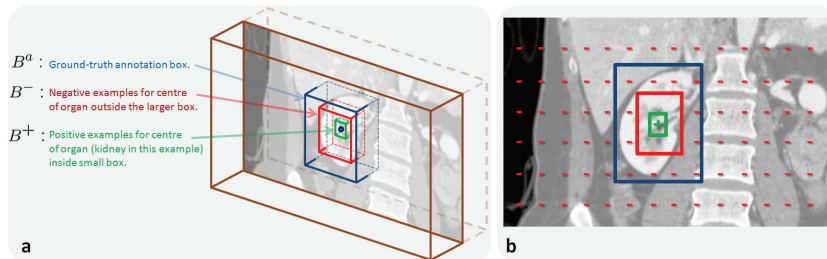 B^a : Ground-truth annotation box.
B^- : Negative examples for centre
of organ outside the larger box.
B^+ : Positive examples for centre
of organ (kidney in this example)
inside small box.
a
b